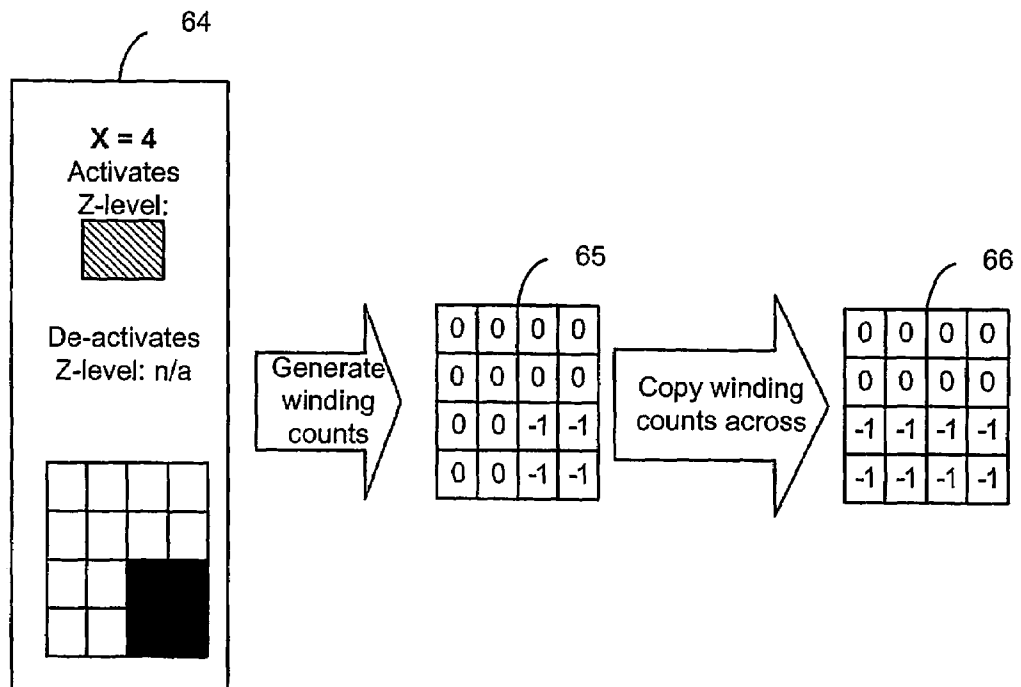 64
X = 4
Activates
Z-level:
De-activates
Z-level: n/a
Generate
winding
counts
65
0 0 0 0
0 0 0 0
0 0 -1 -1
0 0 -1 -1
Copy winding
counts across
66
0 0 0 0
0 0 0 0
-1 -1 -1 -1
-1 -1 -1 -1